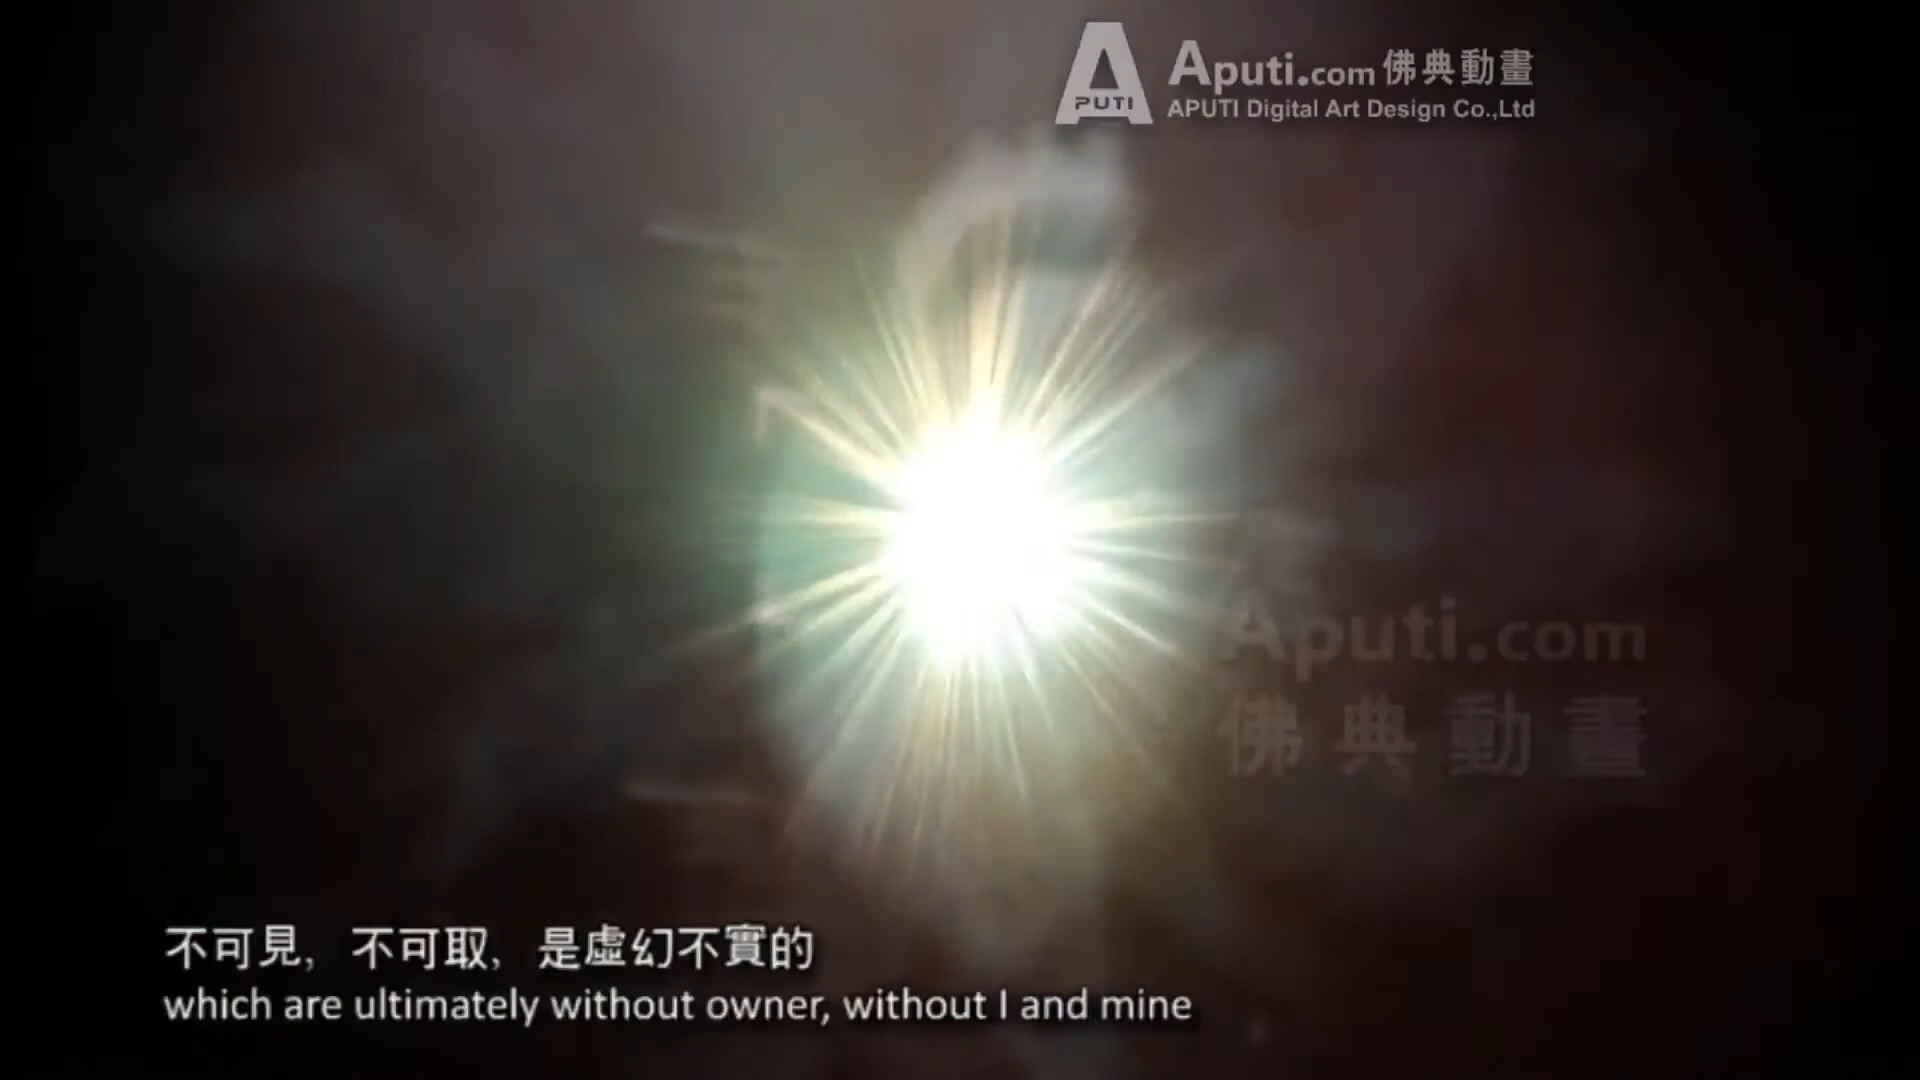 Aputi.com 佛典動畫
PUTI
APUTI Digital Art Design Co.,Ltd
Aputi.com
佛典動畫
不可見, 不可取, 是虛幻不實的
which are ultimately without owner, without I and mine